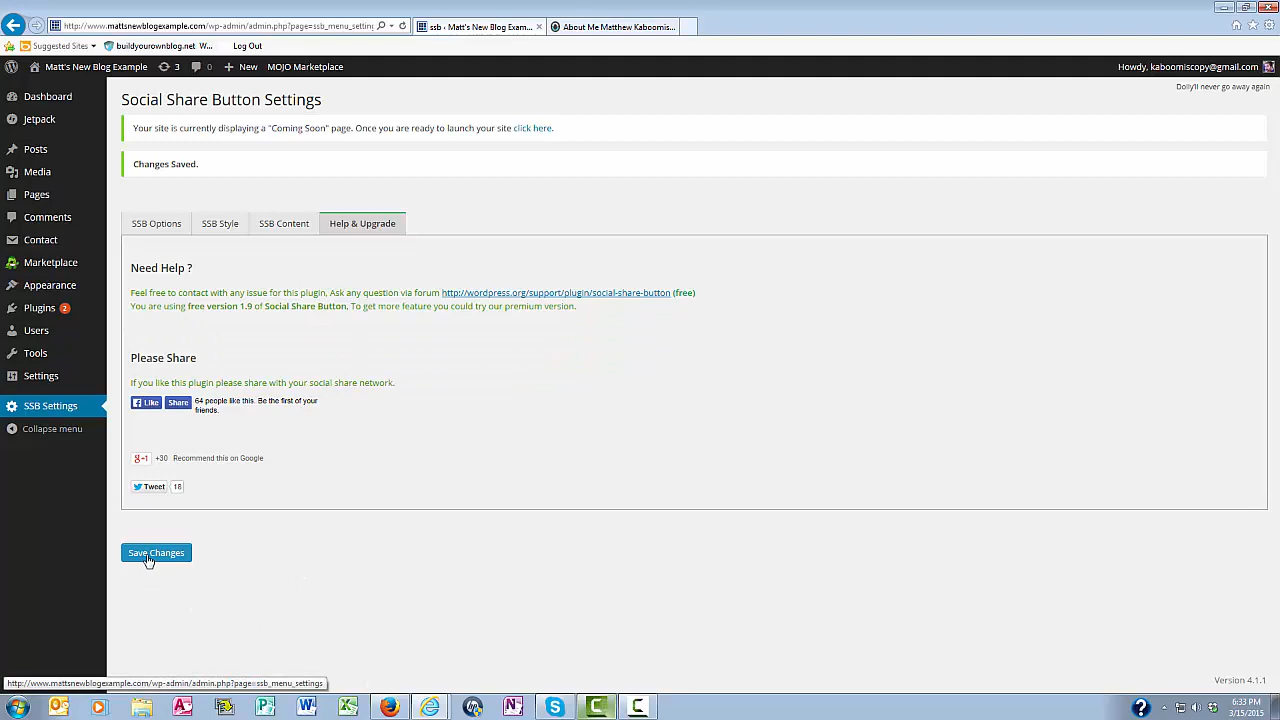 http://www.mattsnewblogexample.com/wp-admin/admin.php?page=ssb_menu_settin
ssb ‹ Matt's New Blog Exam...
About Me Matthew Kaboomis...
Suggested Sites
buildyourownblog.net W...
Log Out
Matt's New Blog Example
3
0
New
MOJO Marketplace
Howdy, kaboomiscopy@gmail.com
Dolly'll never go away again
Dashboard
Jetpack
Posts
Media
Pages
Comments
Contact
Marketplace
Appearance
Plugins 2
Users
Tools
Settings
SSB Settings
Collapse menu
Social Share Button Settings
Your site is currently displaying a "Coming Soon" page. Once you are ready to launch your site click here.
Changes Saved.
SSB Options
SSB Style
SSB Content
Help & Upgrade
Need Help ?
Feel free to contact with any issue for this plugin, Ask any question via forum http://wordpress.org/support/plugin/social-share-button (free)
You are using free version 1.9 of Social Share Button, To get more feature you could try our premium version.
Please Share
If you like this plugin please share with your social share network.
Like
Share
64 people like this. Be the first of your
friends.
g+1
+30
Recommend this on Google
Tweet
18
Save Changes
http://www.mattsnewblogexample.com/wp-admin/admin.php?page=ssb_menu_settings
Version 4.1.1
6:33 PM
3/15/2015